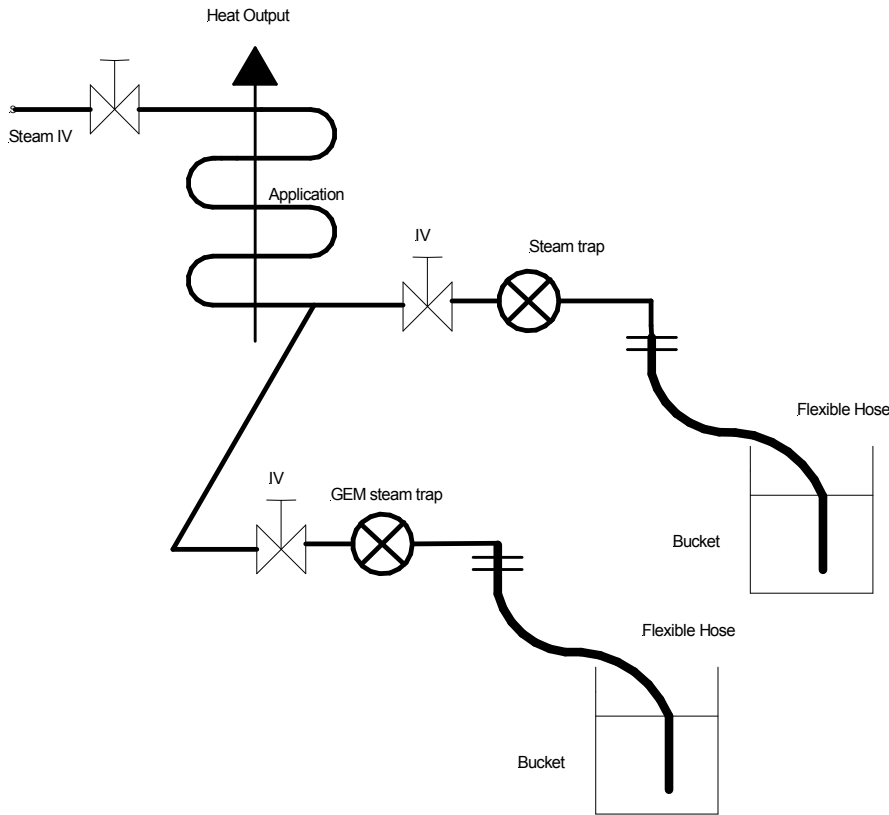 Heat Output
Steam IV
Application
IV
Steam trap
Flexible Hose
IV
GEM steam trap
Bucket
Flexible Hose
Bucket